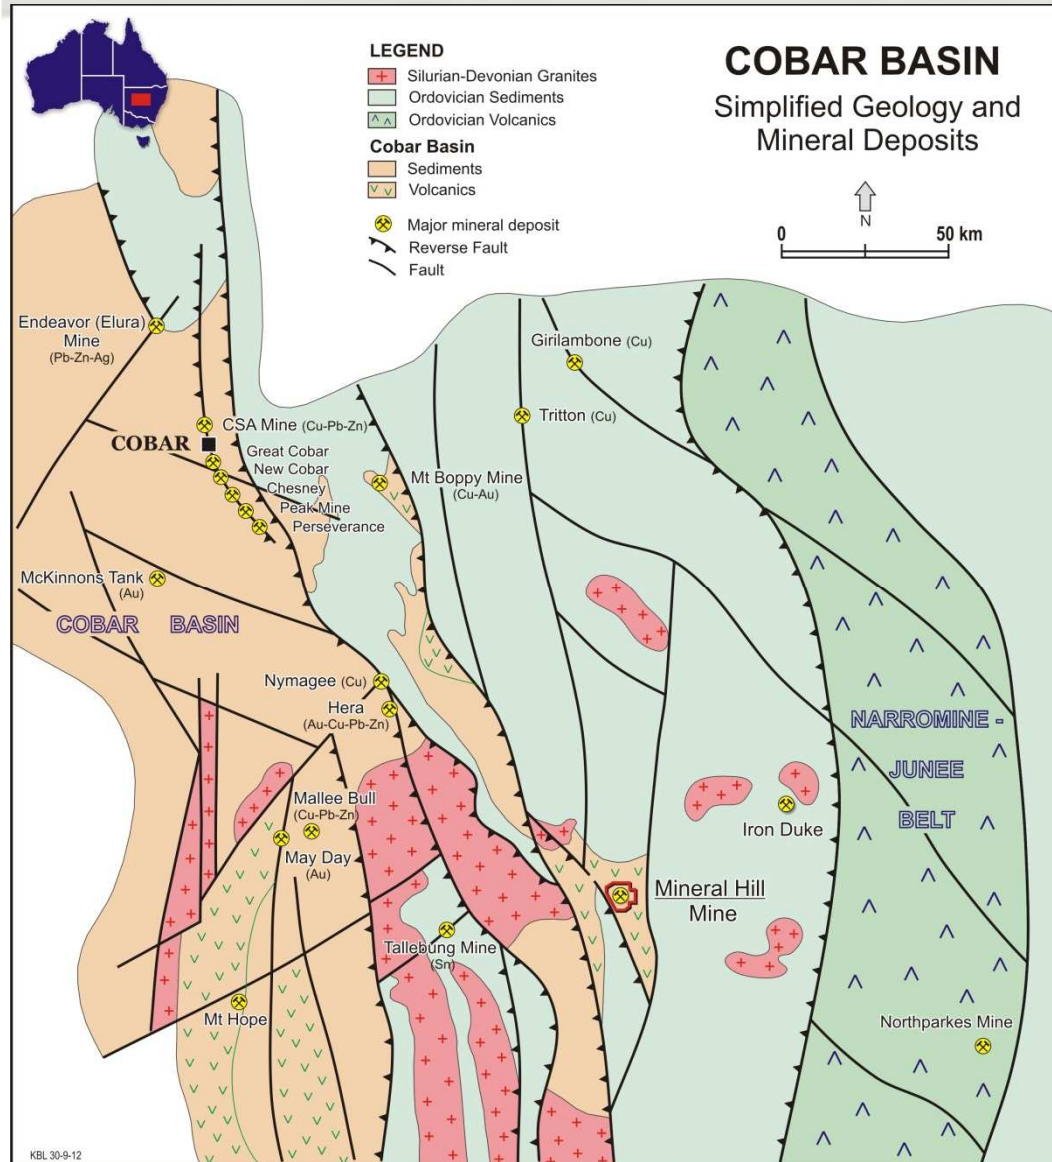 COBAR BASIN
Simplified Geology and
Mineral Deposits
LEGEND
Silurian-Devonian Granites
Ordovician Sediments
Ordovician Volcanics
Cobar Basin
Sediments
Volcanics
Major mineral deposit
Reverse Fault
Fault
N
0 50 km
Endeavor (Elura)
Mine
(Pb-Zn-Ag)
Girilambone (Cu)
Tritton (Cu)
CSA Mine (Cu-Pb-Zn)
COBAR
Great Cobar
New Cobar
Chesney
Peak Mine
Perseverance
Mt Boppy Mine
(Cu-Au)
McKinnons Tank
(Au)
COBAR BASIN
Nymagee (Cu)
Hera
(Au-Cu-Pb-Zn)
NARROMINE -
JUNEE
BELT
Mallee Bull
(Cu-Pb-Zn)
May Day
(Au)
Iron Duke
Mineral Hill
Mine
Tallebung Mine
(Sn)
Mt Hope
Northparkes Mine
KBL 30-9-12